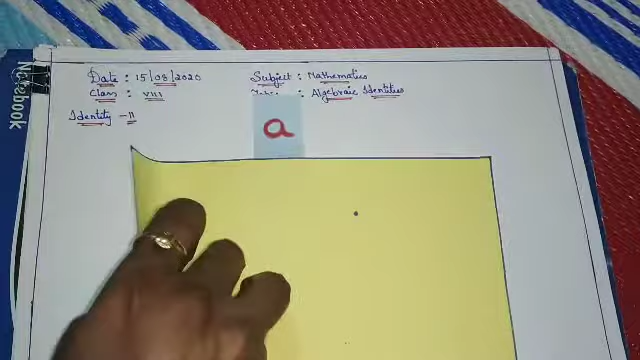 Date : 15/08/2020 Subject : Mathematics
Class : VIII : Algebraic Identities
Identity - II
a
Notebook